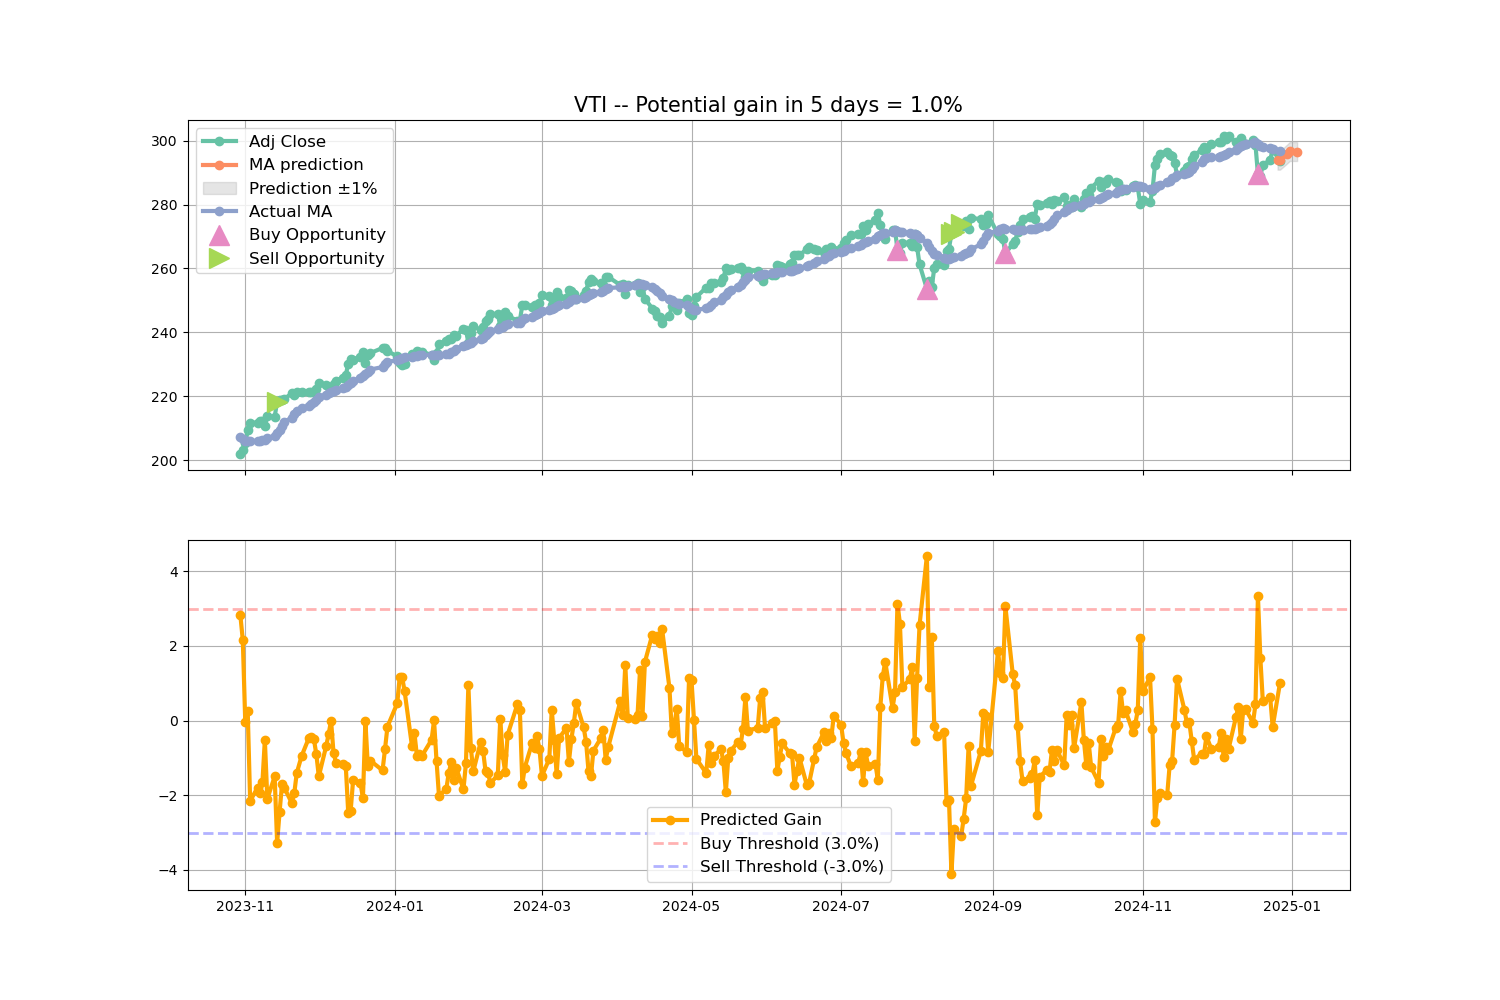 VTI -- Potential gain in 5 days = 1.0%
300
280
260
240
220
200
Adj Close
MA prediction
Prediction ±1%
Actual MA
Buy Opportunity
Sell Opportunity
4
2
0
−2
−4
Predicted Gain
Buy Threshold (3.0%)
Sell Threshold (-3.0%)
2023-11 2024-01 2024-03 2024-05 2024-07 2024-09 2024-11 2025-01